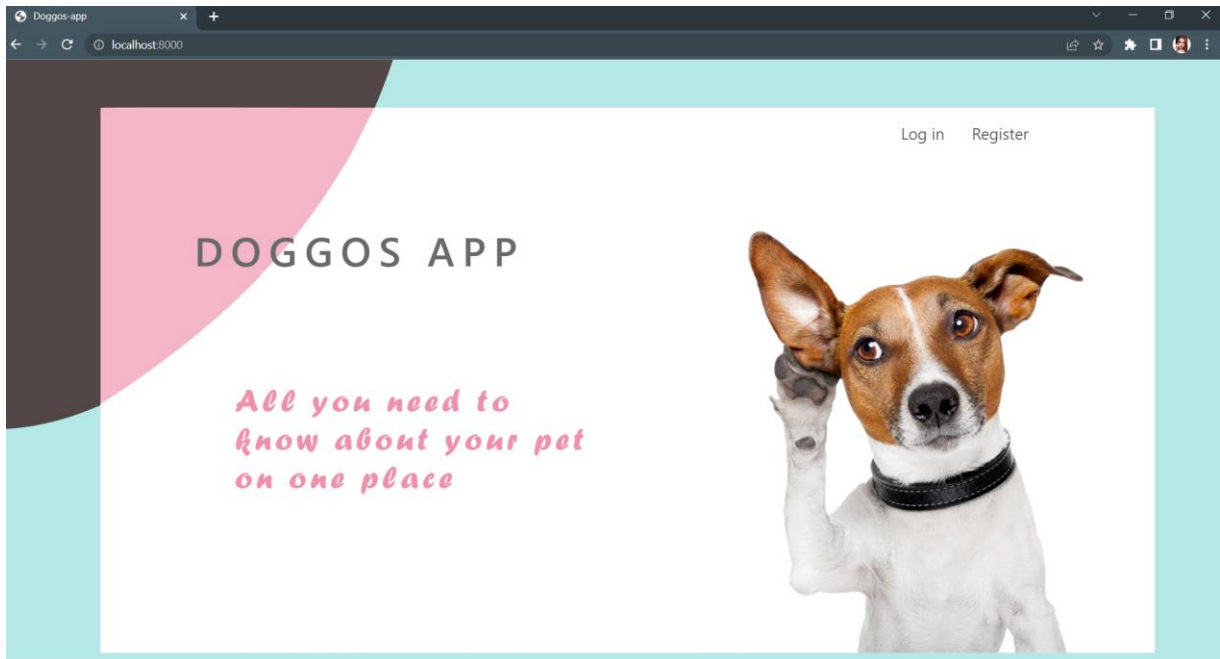 Doggos-app
localhost:8000
Log in Register
DOGGOS APP
All you need to
know about your pet
on one place